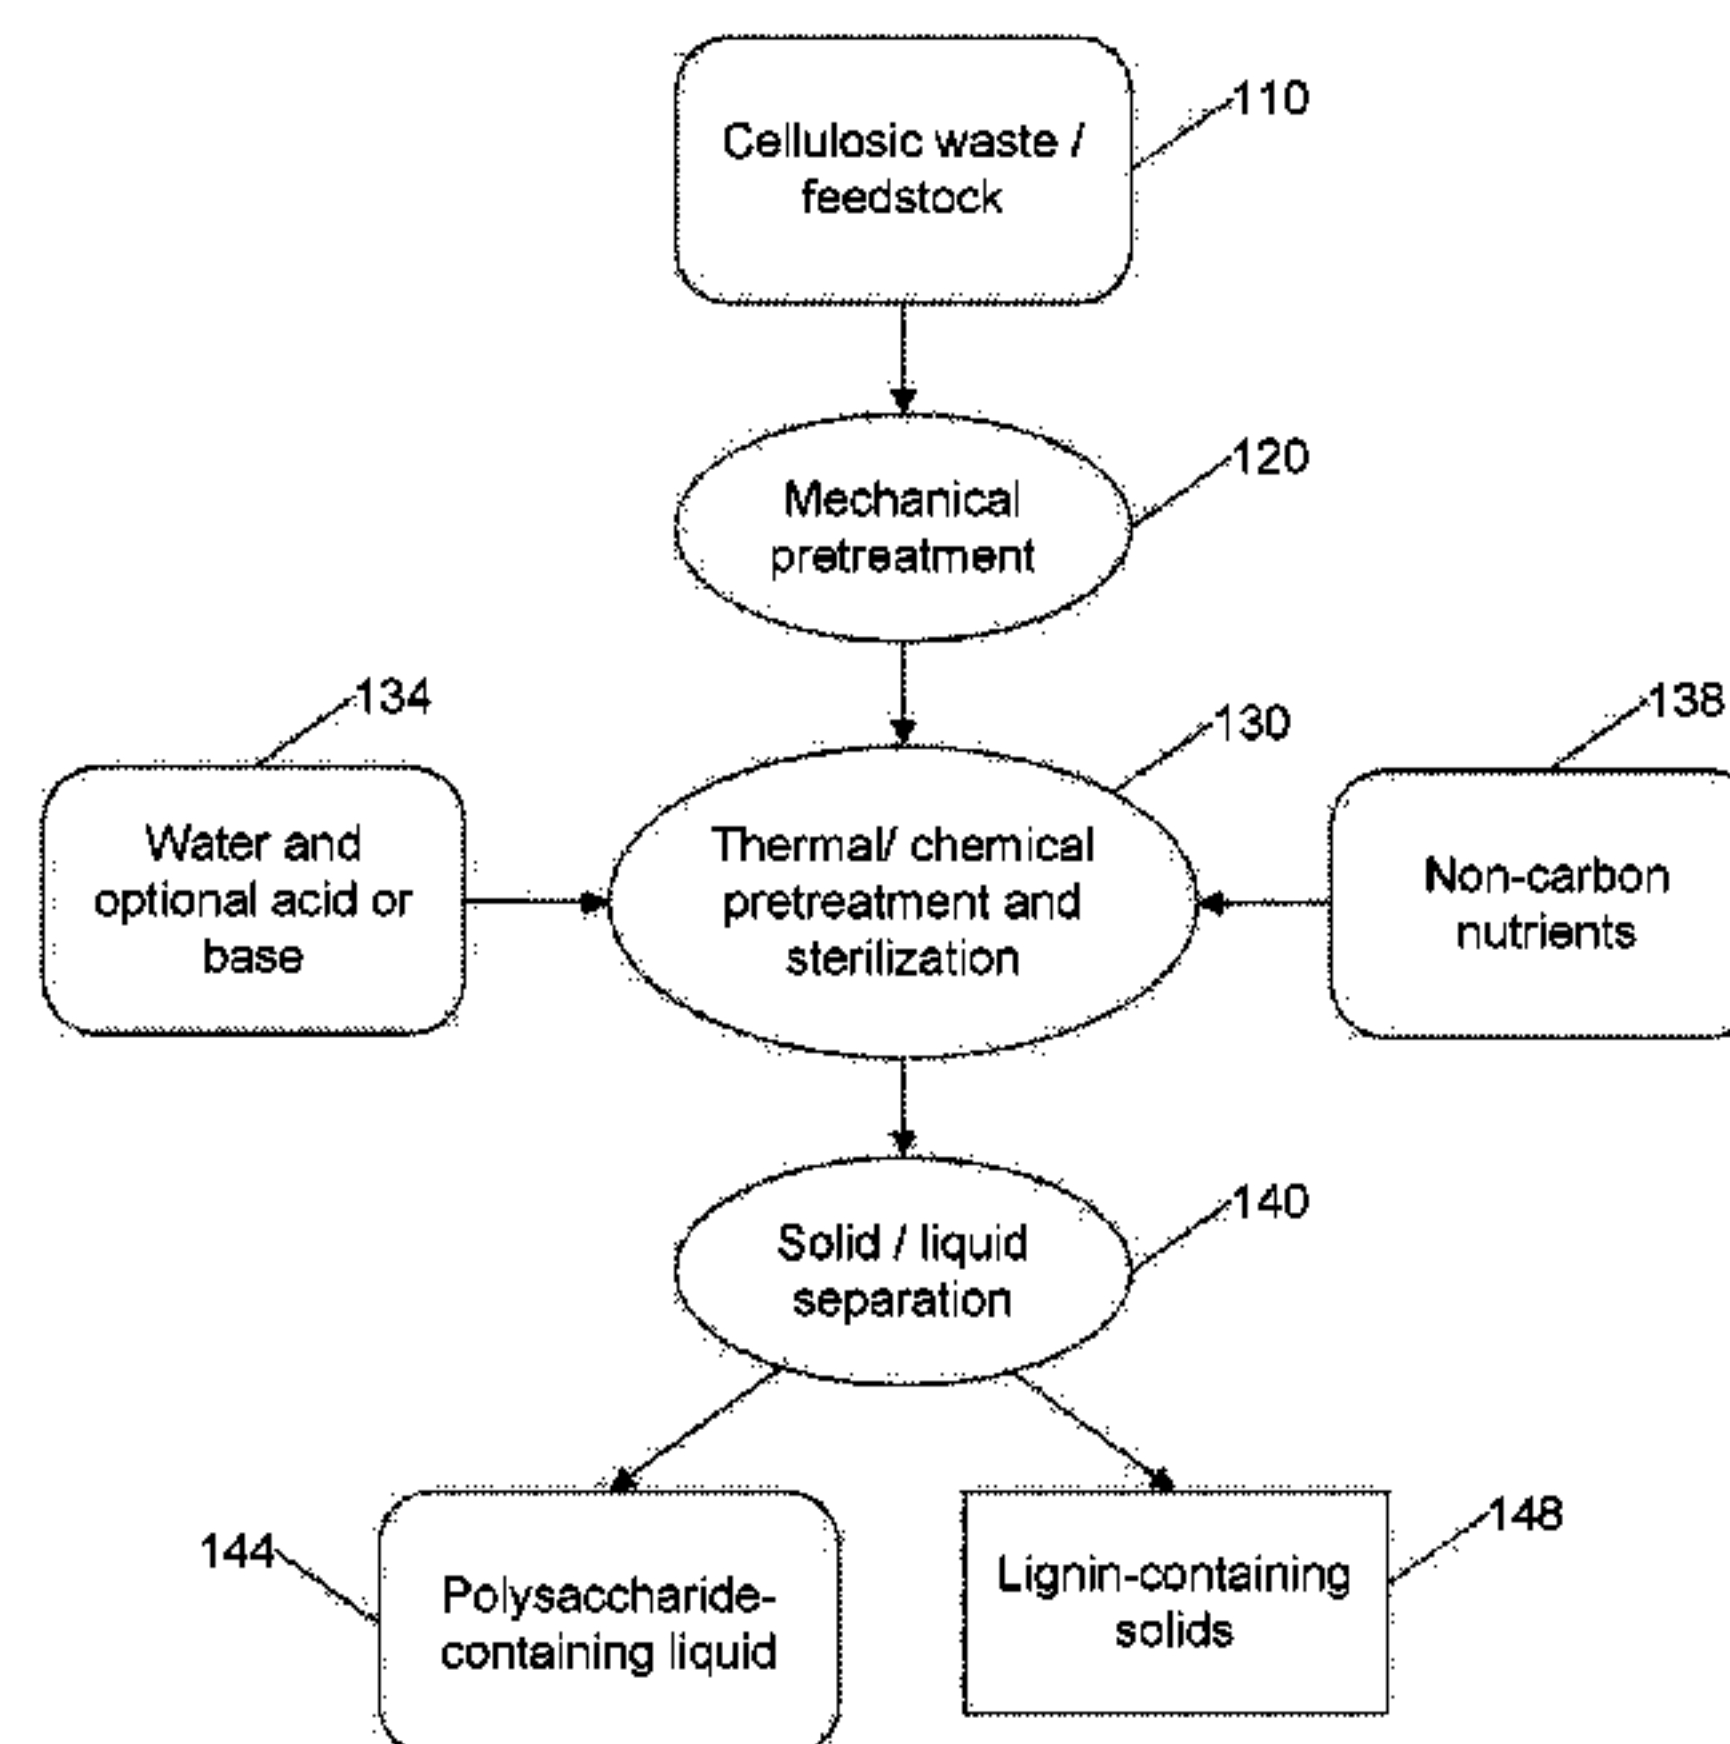 110
Cellulosic waste /
feedstock
120
Mechanical
pretreatment
134
130
138
Water and
optional acid or
base
Thermal/ chemical
pretreatment and
sterilization
Non-carbon
nutrients
140
Solid / liquid
separation
144
148
Polysaccharide-
containing liquid
Lignin-containing
solids